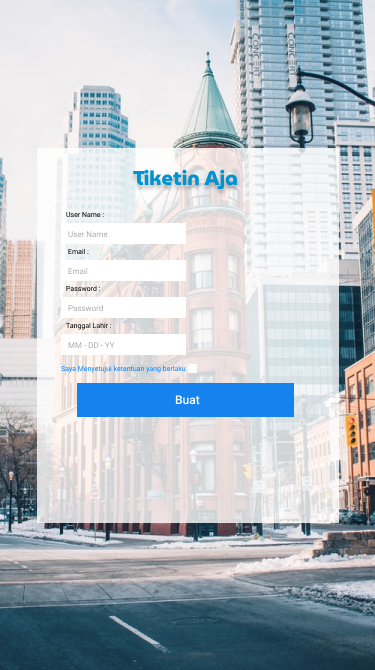 Tiketin Aja
User Name :
User Name
Email :
Email
Password :
Password
Tanggal Lahir :
MM - DD - YY
Saya Menyetujui ketentuan yang berlaku
Buat